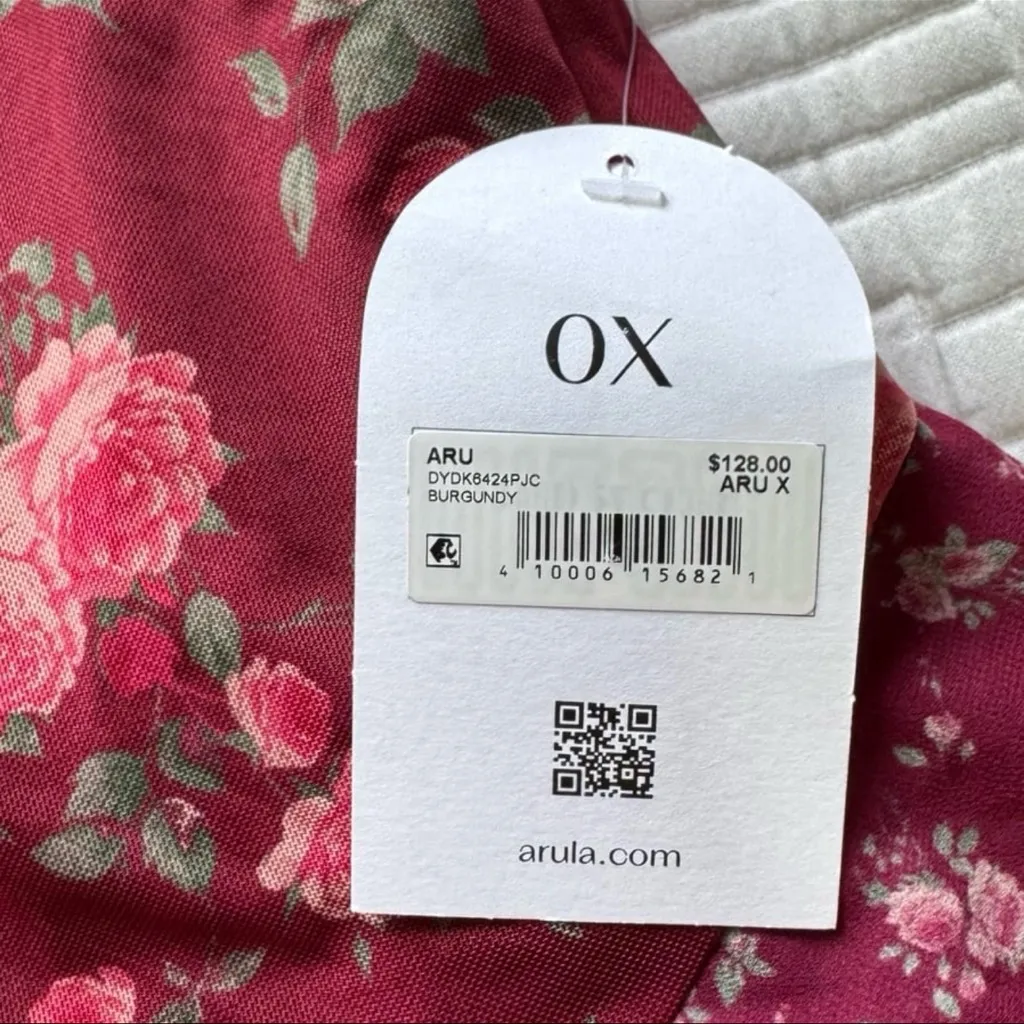 OX
ARU
$128.00
DYDK6424PJC
ARU X
BURGUNDY
4 10006 15682 1
arula.com